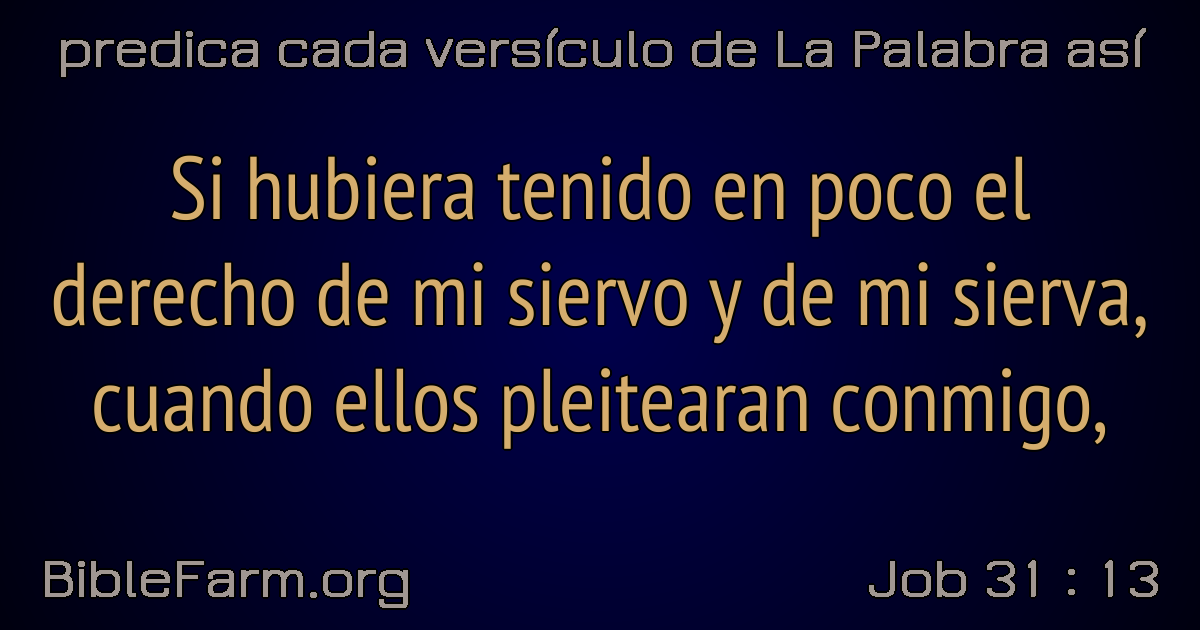 predica cada versículo de La Palabra así
Si hubiera tenido en poco el
derecho de mi siervo y de mi sierva,
cuando ellos pleitearan conmigo,
BibleFarm.org
Job 31 : 13